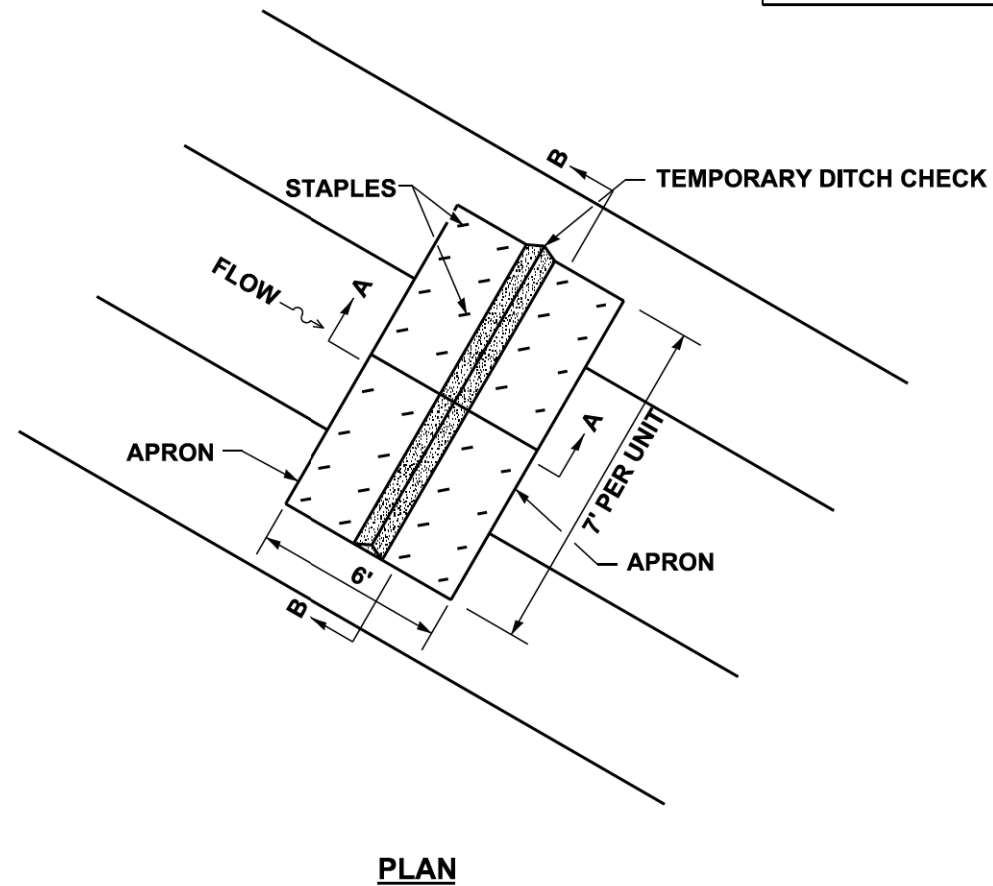 B
TEMPORARY DITCH CHECK
STAPLES
FLOW
A
A
7' PER UNIT
APRON
APRON
6'
B
PLAN